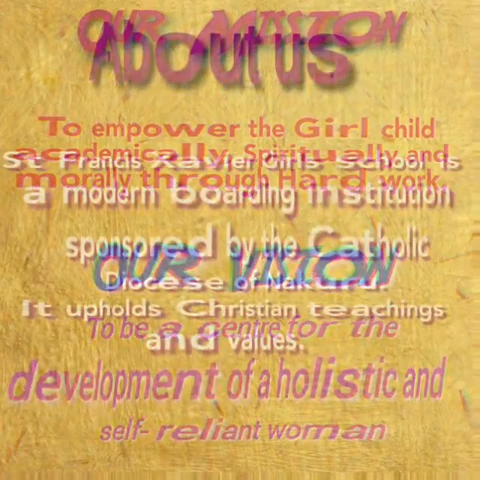 OUR MISSION
About us
To empower the Girl child
academically, Spiritually and
morally through Hard work.
St Francis Xavier Girls School is
a modern boarding institution
sponsored by the Catholic
Diocese of Nakuru.
It upholds Christian teachings
and values.
OUR VISION
To be a centre for the
development of a holistic and
self- reliant woman